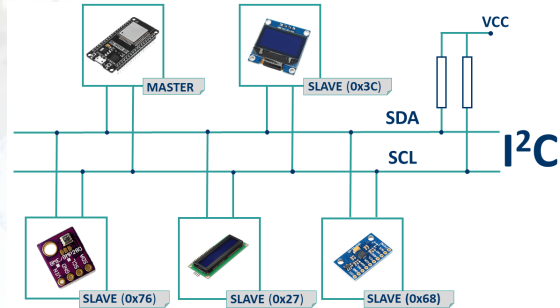 VCC
MASTER
SLAVE (0x3C)
SDA
SCL
I²C
SLAVE (0x76)
SLAVE (0x27)
SLAVE (0x68)